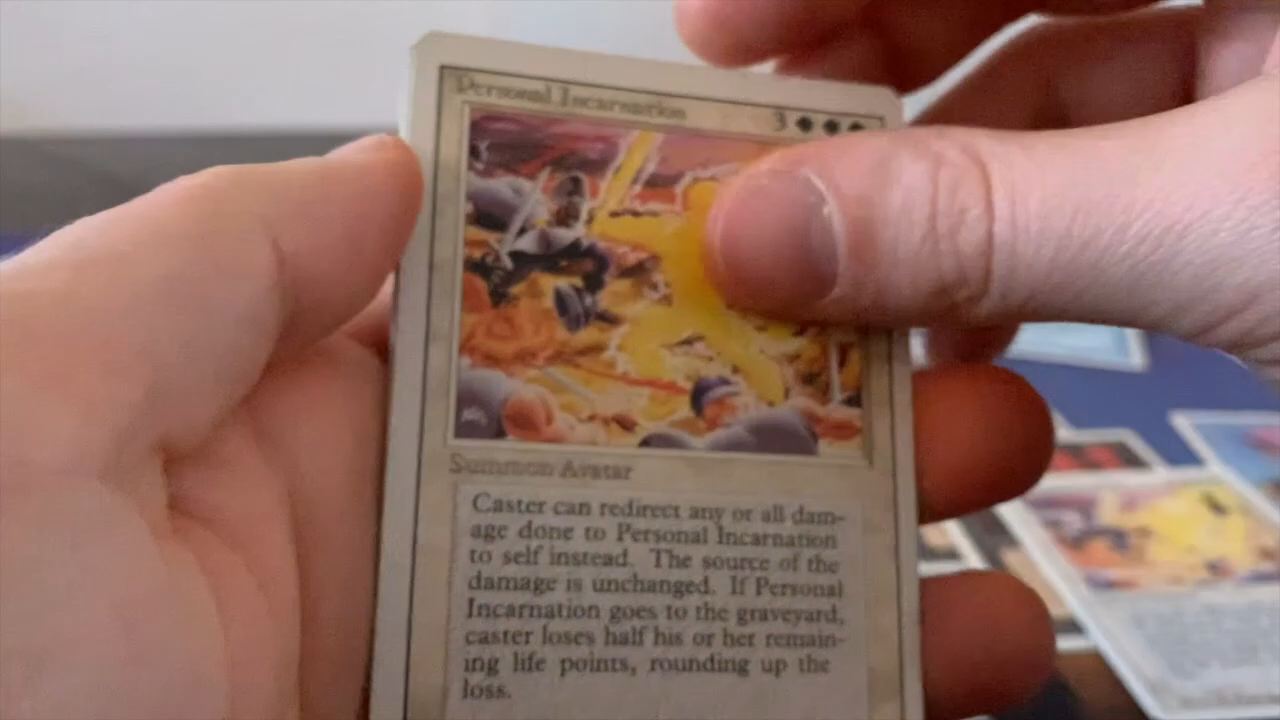 Personal Incarnation 3
Summon Avatar
Caster can redirect any or all dam-
age done to Personal Incarnation
to self instead. The source of the
damage is unchanged. If Personal
Incarnation goes to the graveyard,
caster loses half his or her remain-
ing life points, rounding up the
loss.